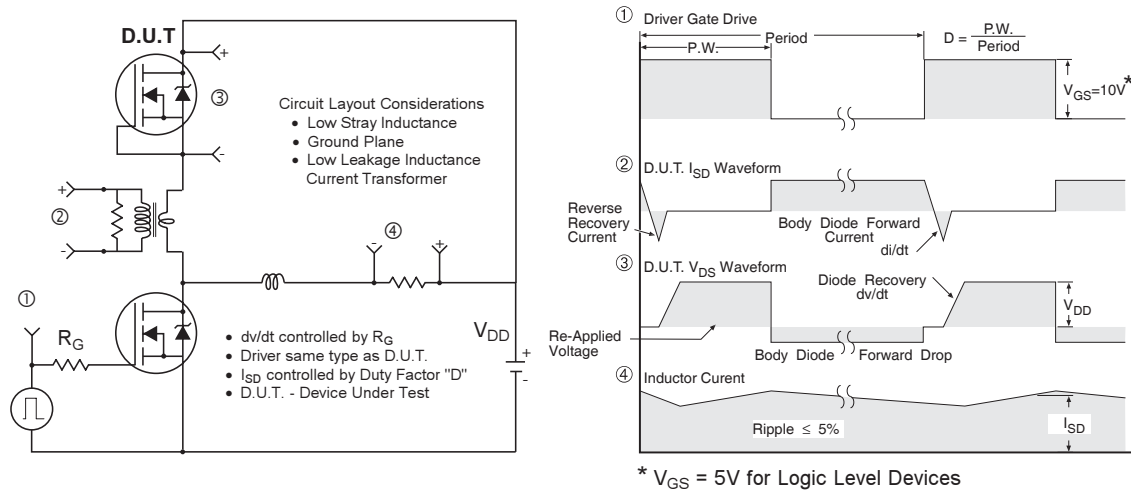 D.U.T
+
③
-
Circuit Layout Considerations
• Low Stray Inductance
• Ground Plane
• Low Leakage Inductance
Current Transformer
+
②
-
④
-
+
①
R_G
• dv/dt controlled by R_G
• Driver same type as D.U.T.
• I_SD controlled by Duty Factor "D"
• D.U.T. - Device Under Test
V_DD
+
-
① Driver Gate Drive
P.W.
Period
D = P.W. / Period
V_GS=10V *
② D.U.T. I_SD Waveform
Reverse
Recovery
Current
Body Diode Forward
Current
di/dt
③ D.U.T. V_DS Waveform
Diode Recovery
dv/dt
V_DD
Re-Applied
Voltage
Body Diode Forward Drop
④ Inductor Curent
Ripple ≤ 5%
I_SD
* V_GS = 5V for Logic Level Devices